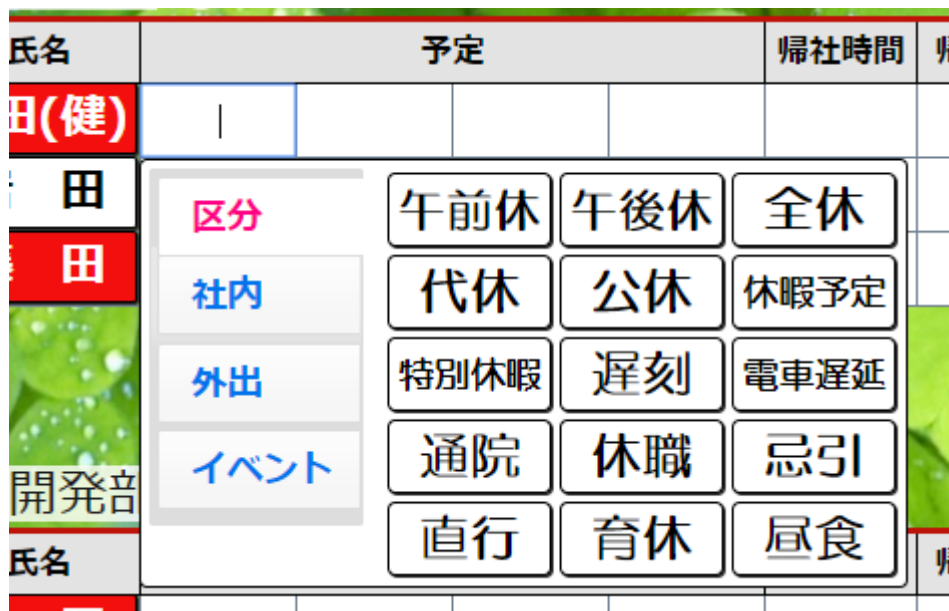 氏名 予定 帰社時間
田(健)
田
田
区分 午前休 午後休 全休
社内 代休 公休 休暇予定
外出 特別休暇 遅刻 電車遅延
イベント 通院 休職 忌引
直行 育休 昼食
開発部
氏名